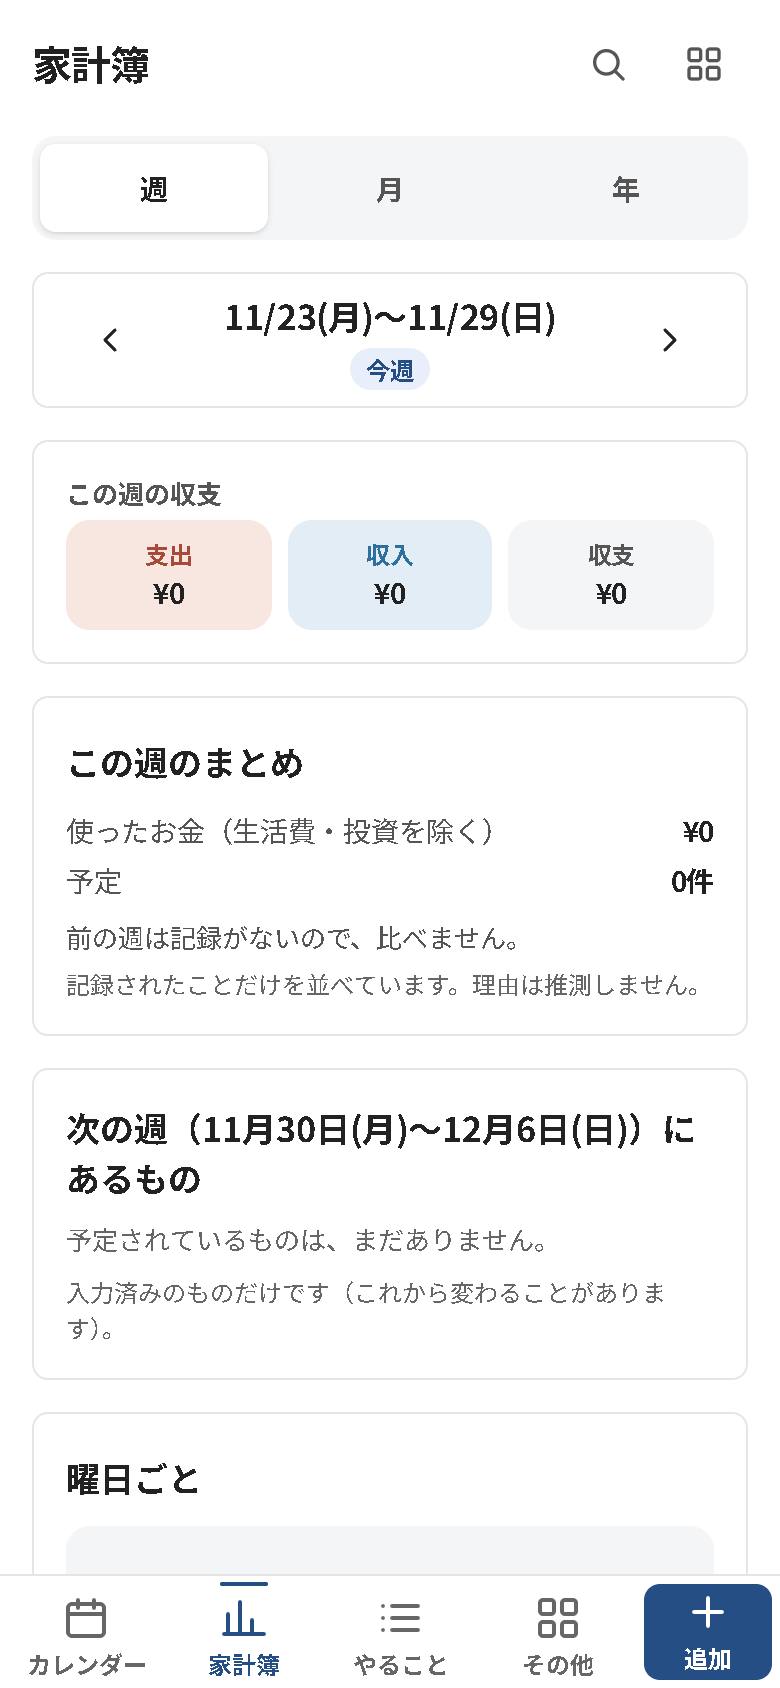 家計簿
週 月 年
11/23(月)〜11/29(日)
今週
この週の収支
支出 収入 収支
¥0 ¥0 ¥0
この週のまとめ
使ったお金（生活費・投資を除く） ¥0
予定 0件
前の週は記録がないので、比べません。
記録されたことだけを並べています。理由は推測しません。
次の週（11月30日(月)〜12月6日(日)）に
あるもの
予定されているものは、まだありません。
入力済みのものだけです（これから変わることがありま
す）。
曜日ごと
カレンダー 家計簿 やること その他 追加